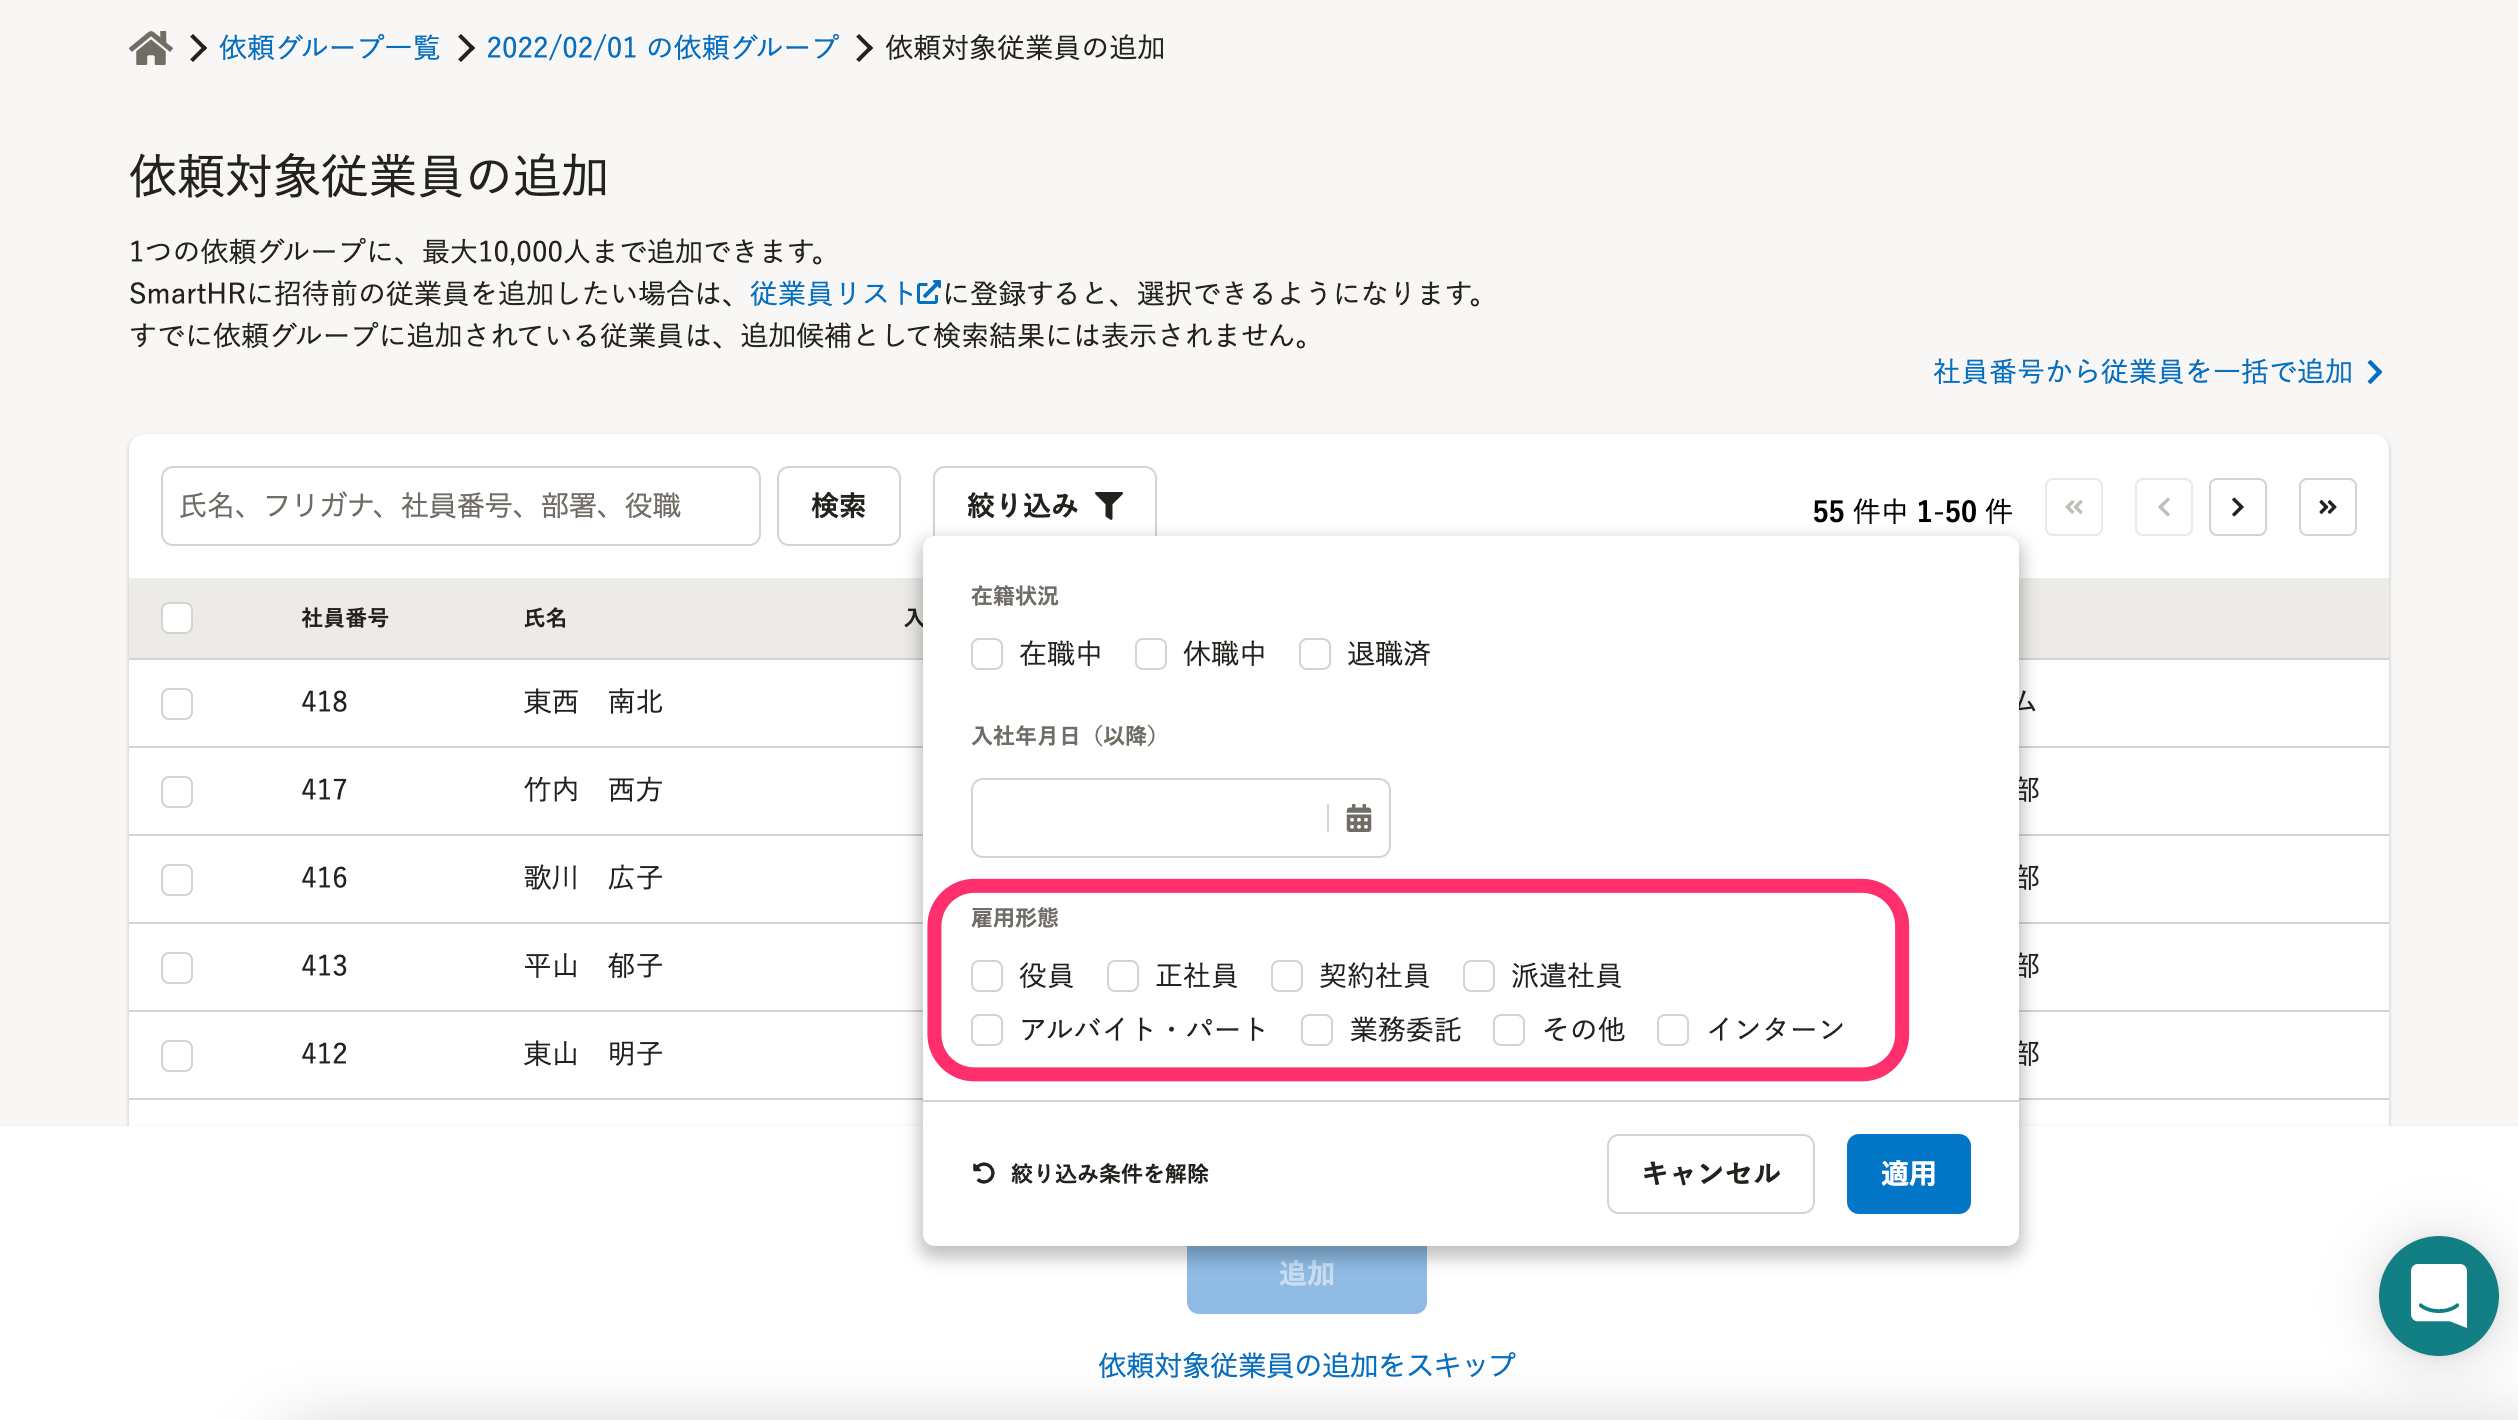 依頼グループ一覧 2022/02/01 の依頼グループ 依頼対象従業員の追加
依頼対象従業員の追加
1つの依頼グループに、最大10,000人まで追加できます。
SmartHRに招待前の従業員を追加したい場合は、従業員リストに登録すると、選択できるようになります。
すでに依頼グループに追加されている従業員は、追加候補として検索結果には表示されません。
社員番号から従業員を一括で追加
氏名、フリガナ、社員番号、部署、役職 検索 絞り込み 55 件中 1-50 件
社員番号 氏名 入
418 東西　南北 ム
417 竹内　西方 部
416 歌川　広子 部
413 平山　郁子 部
412 東山　明子 部
在籍状況
在職中 休職中 退職済
入社年月日（以降）
雇用形態
役員 正社員 契約社員 派遣社員
アルバイト・パート 業務委託 その他 インターン
絞り込み条件を解除 キャンセル 適用
追加
依頼対象従業員の追加をスキップ